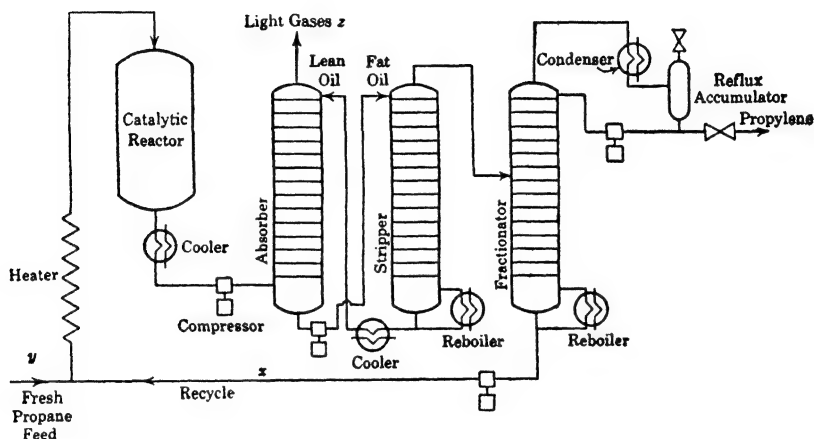 Light Gases z
Lean
Oil
Fat
Oil
Condenser
Reflux
Accumulator
Propylene
Catalytic
Reactor
Absorber
Stripper
Fractionator
Cooler
Heater
Compressor
Cooler
Reboiler
Reboiler
y
x
Recycle
Fresh
Propane
Feed